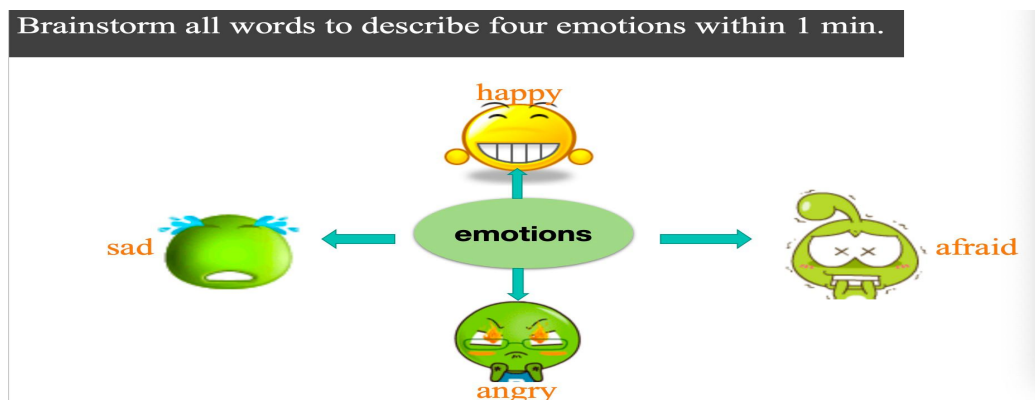 Brainstorm all words to describe four emotions within 1 min.
happy
sad
emotions
afraid
angry